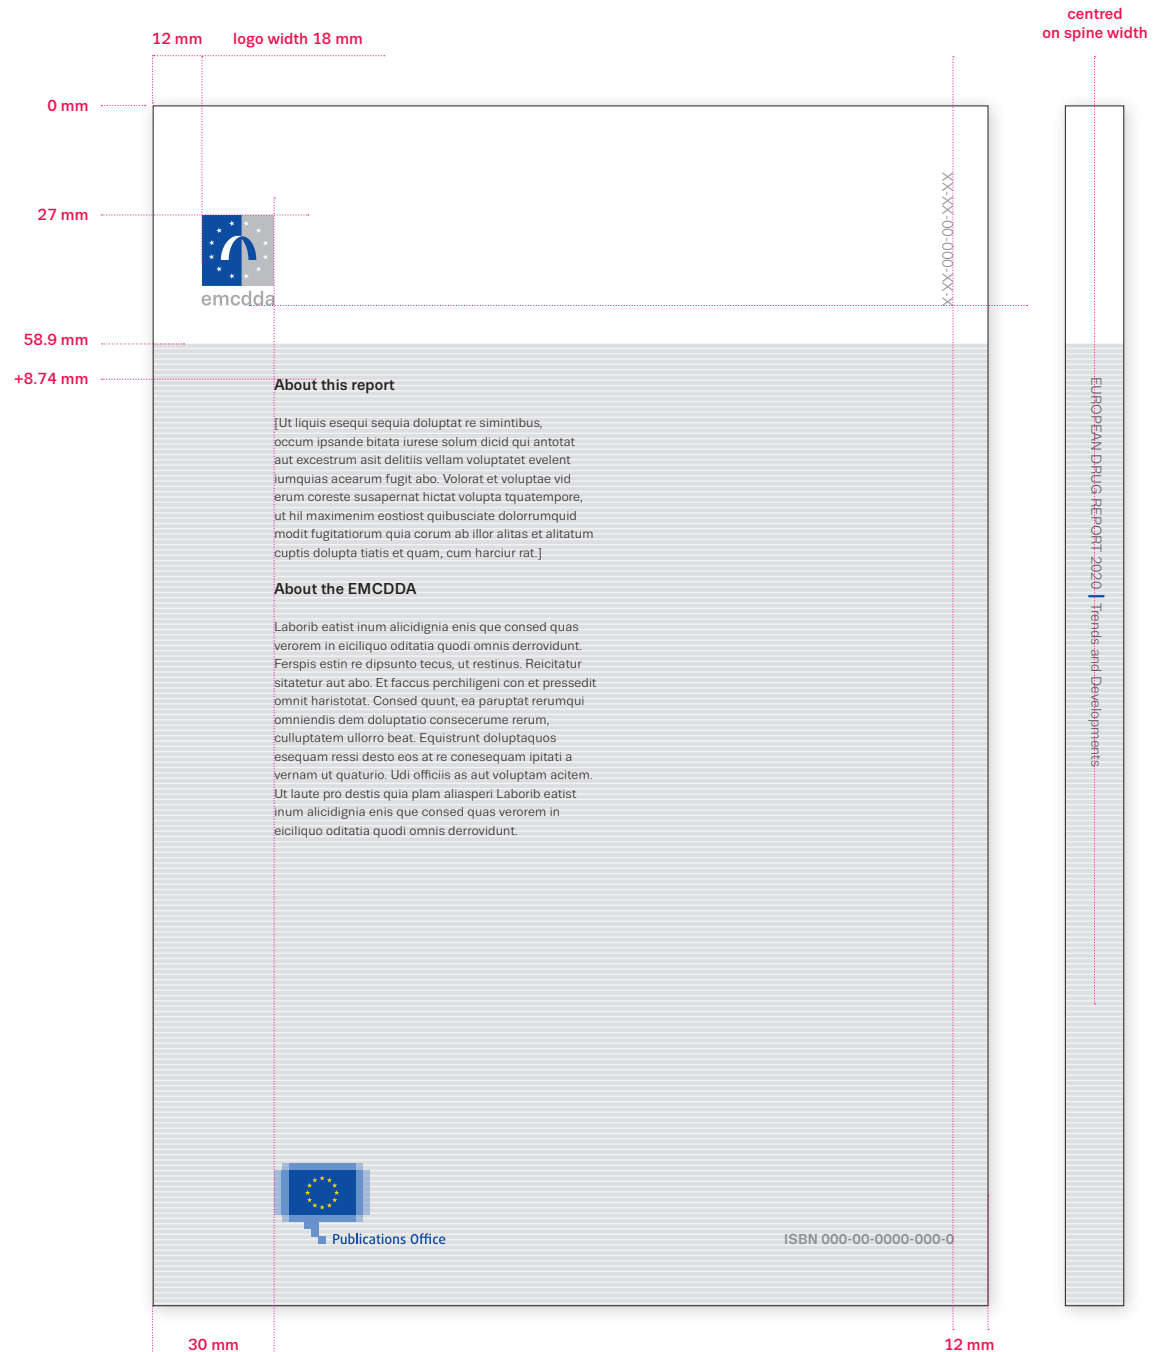 centred
on spine width
12 mm logo width 18 mm
0 mm
27 mm
X-XX-000-00-XX-XX
emcdda
58.9 mm
+8.74 mm
About this report
[Ut liquis esequi sequia doluptat re simintibus,
occum ipsande bitata iurese solum dicid qui antotat
aut excestrum asit delitiis vellam voluptatet evelent
iumquias acearum fugit abo. Volorat et voluptae vid
erum coreste susapernat hictat volupta tquatempore,
ut hil maximenim eostiost quibusciate dolorrumquid
modit fugitatiorum quia corum ab illor alitas et alitatum
cuptis dolupta tiatis et quam, cum harciur rat.]
About the EMCDDA
Laborib eatist inum alicidignia enis que consed quas
verorem in eiciliquo oditatia quodi omnis derrovidunt.
Ferspis estin re dipsunto tecus, ut restinus. Reicitatur
sitatetur aut abo. Et faccus perchiligeni con et pressedit
omnit haristotat. Consed qunt, ea paruptat rerumqui
omniendis dem doluptatio consecerume rerum,
culluptatem ullorro beat. Equistrunt doluptaquos
esequam ressi desto eos at re conesequam ipitati a
vernam ut quaturio. Udi officiis as aut voluptam acitem.
Ut laute pro destis quia plam aliasperi Laborib eatist
inum alicidignia enis que consed quas verorem in
eiciliquo oditatia quodi omnis derrovidunt.
EUROPEAN DRUG REPORT 2020 | Trends and Developments
Publications Office
ISBN 000-00-0000-000-0
30 mm
12 mm